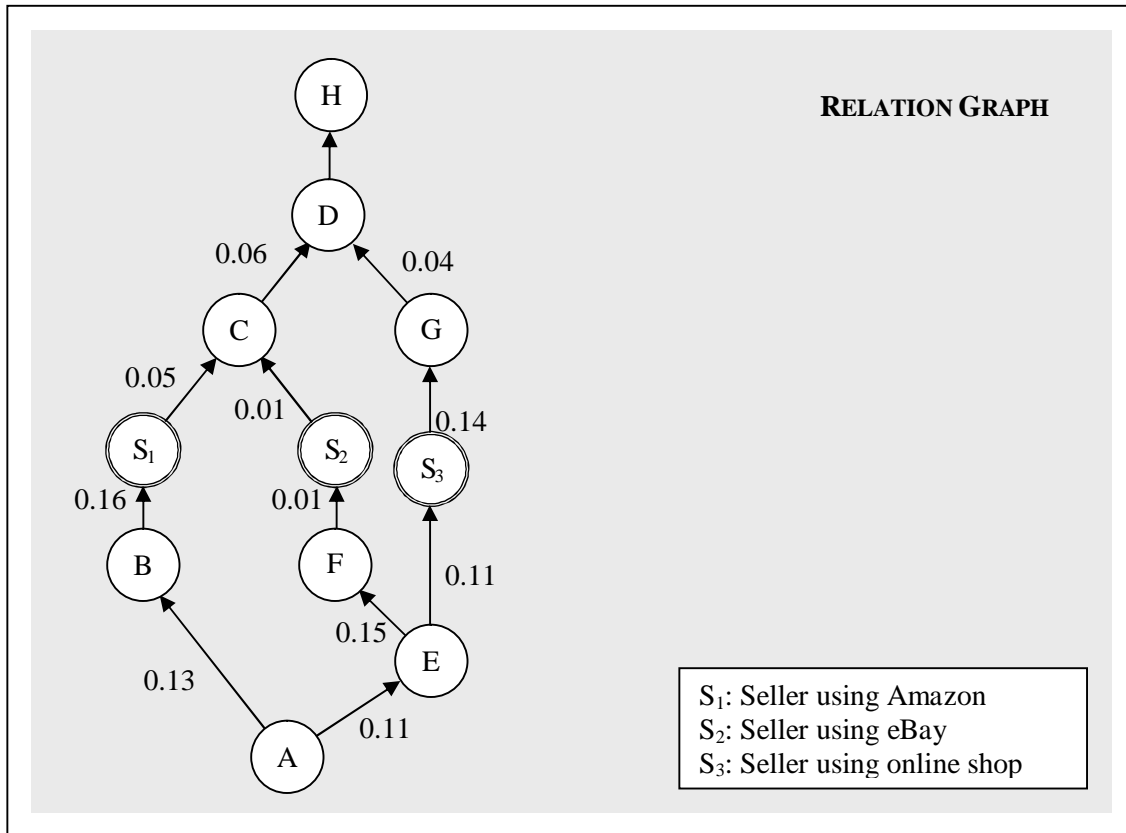 H
RELATION GRAPH
D
0.06
0.04
C
G
0.05
0.01
0.14
S₁
S₂
S₃
0.16
0.01
B
F
0.11
0.15
E
0.13
0.11
A
S₁: Seller using Amazon
S₂: Seller using eBay
S₃: Seller using online shop